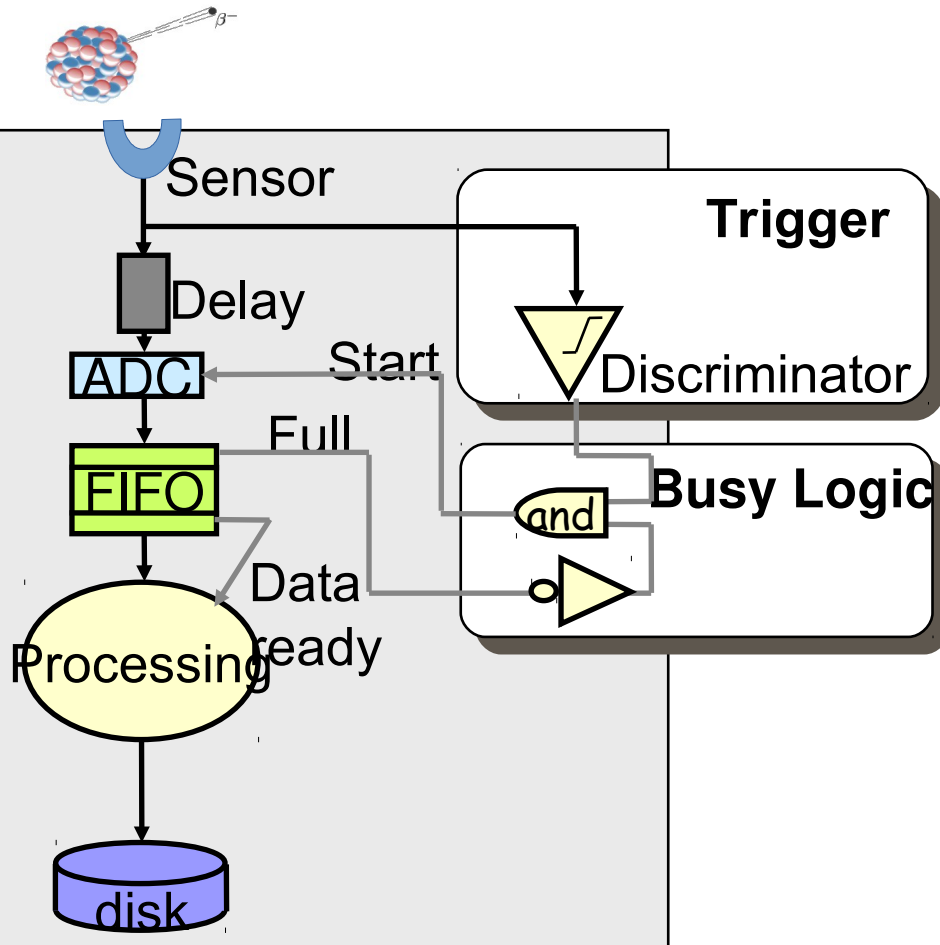 β−
Sensor
Trigger
Delay
Start
ADC
Discriminator
Full
FIFO
Busy Logic
and
Data
ready
Processing
disk